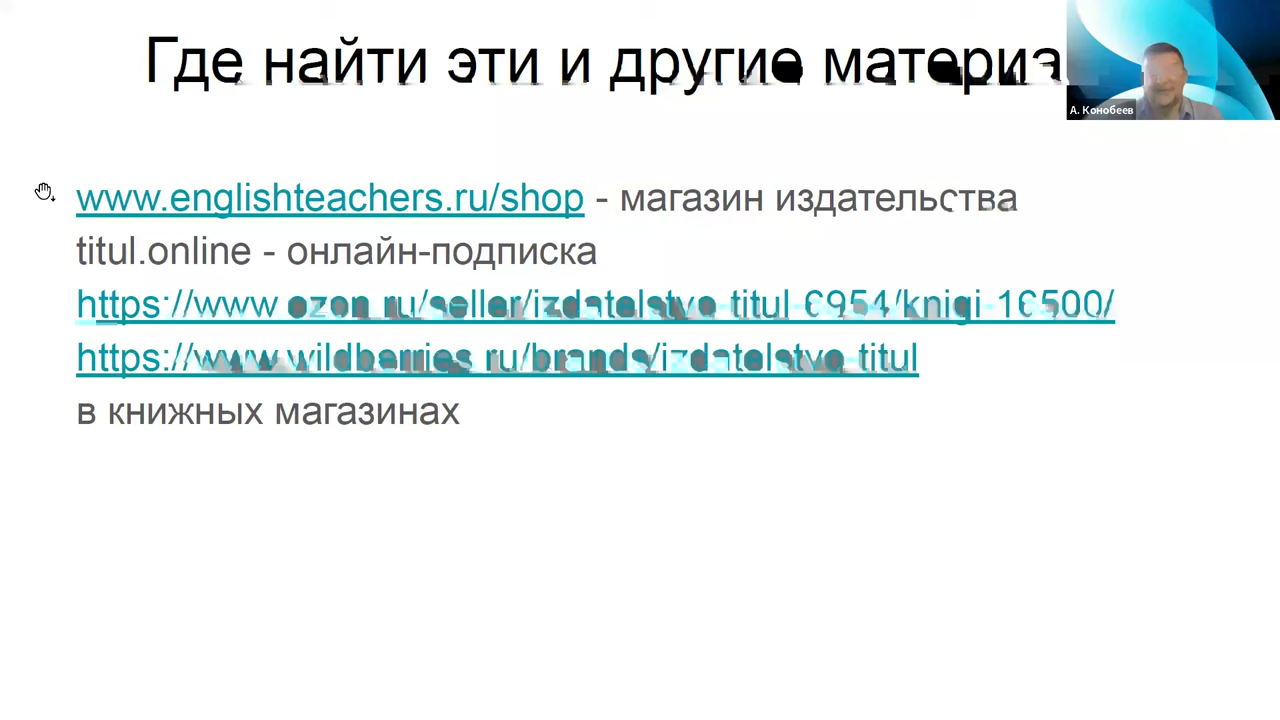 Где найти эти и другие материа
А. Конобеев
www.englishteachers.ru/shop - магазин издательства
titul.online - онлайн-подписка
https://www.ozon.ru/seller/izdatelstvo-titul-6954/knigi-16500/
https://www.wildberries.ru/brands/izdatelstvo-titul
в книжных магазинах